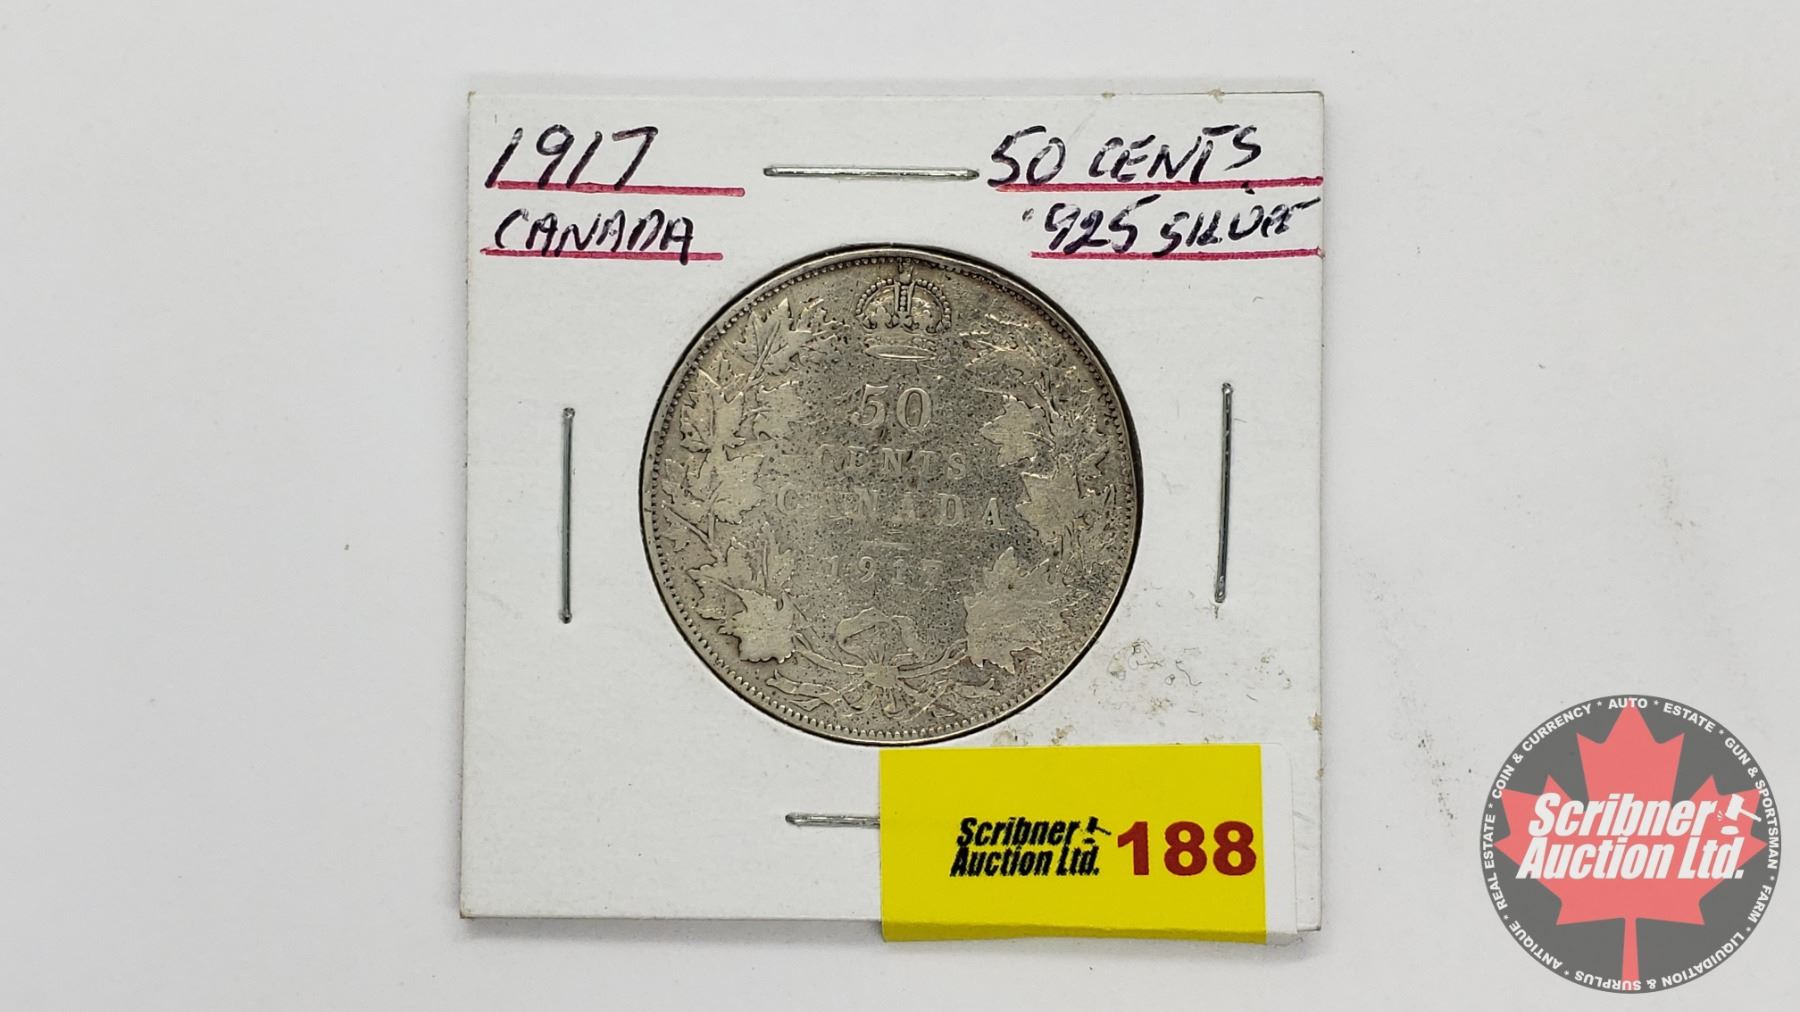 1917
CANADA
50 CENTS
.925 SILVER
50
CENTS
CANADA
1917
Scribner
Auction Ltd.
188
Scribner
Auction Ltd.
* AUTO * ESTATE * GUN & SPORTSMAN * FARM * LIQUIDATION & SURPLUS * ANTIQUE * REAL ESTATE * COIN & CURRENCY